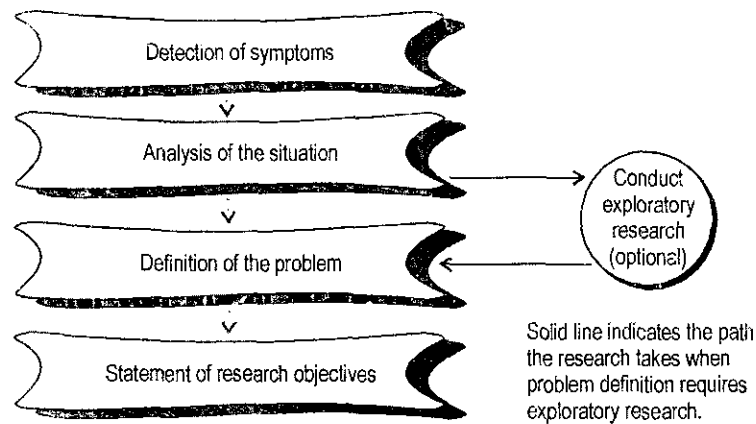 Detection of symptoms
Analysis of the situation
Conduct
exploratory
research
(optional)
Definition of the problem
Statement of research objectives
Solid line indicates the path
the research takes when
problem definition requires
exploratory research.